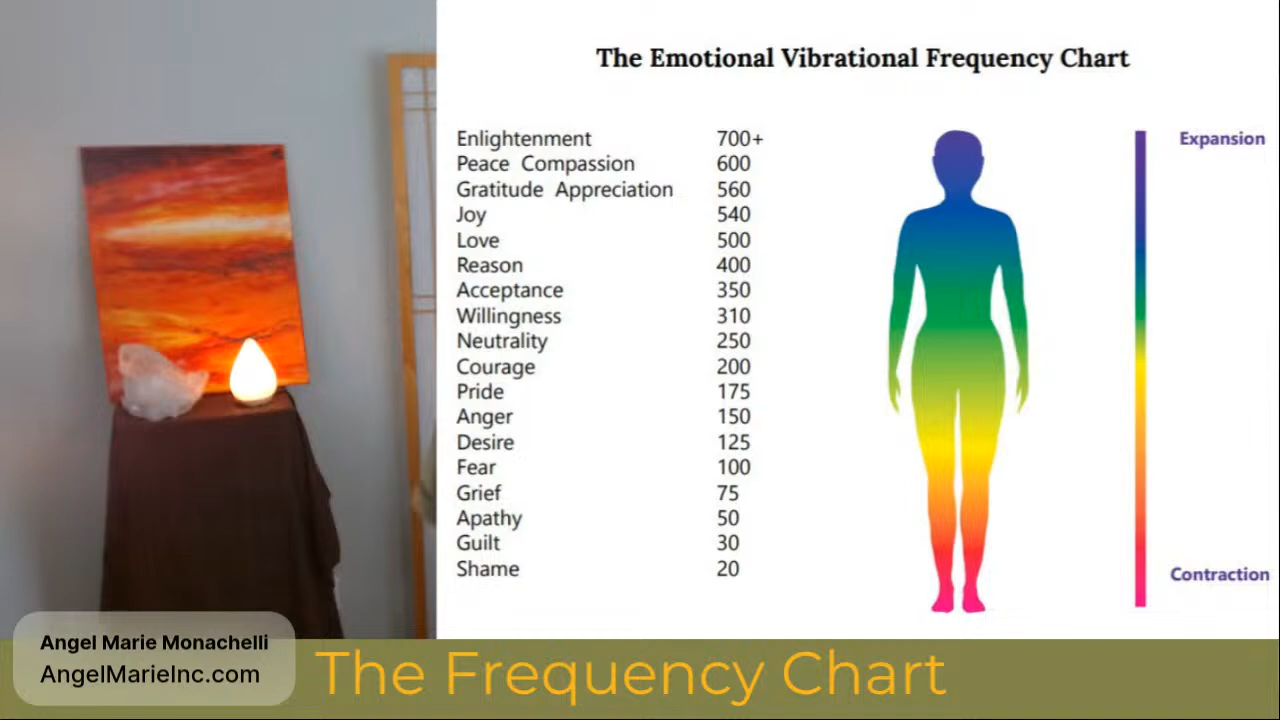 The Emotional Vibrational Frequency Chart
Enlightenment 700+
Peace Compassion 600
Gratitude Appreciation 560
Joy 540
Love 500
Reason 400
Acceptance 350
Willingness 310
Neutrality 250
Courage 200
Pride 175
Anger 150
Desire 125
Fear 100
Grief 75
Apathy 50
Guilt 30
Shame 20
Expansion
Contraction
Angel Marie Monachelli
AngelMarieInc.com
The Frequency Chart